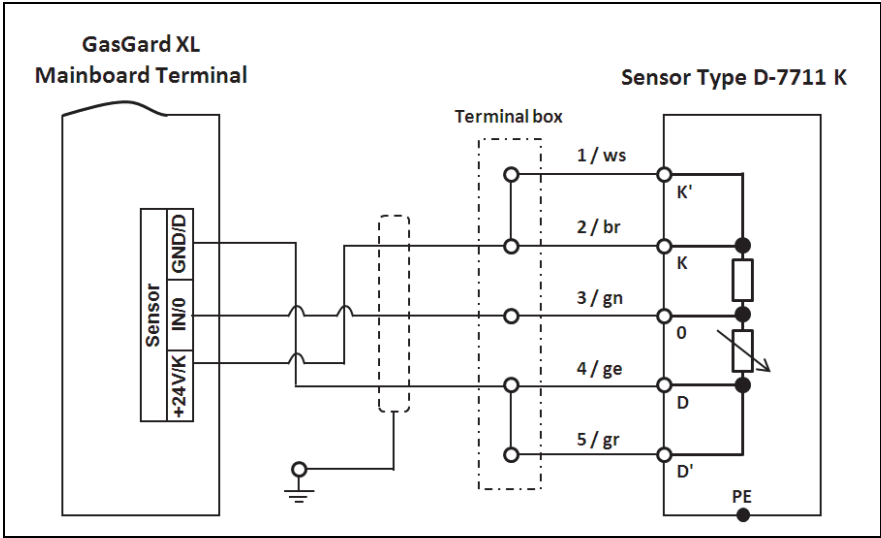 GasGard XL
Mainboard Terminal
Sensor Type D-7711 K
Terminal box
1 / ws
K'
2 / br
K
3 / gn
0
4 / ge
D
5 / gr
D'
PE
Sensor
GND/D
IN/0
+24V/K